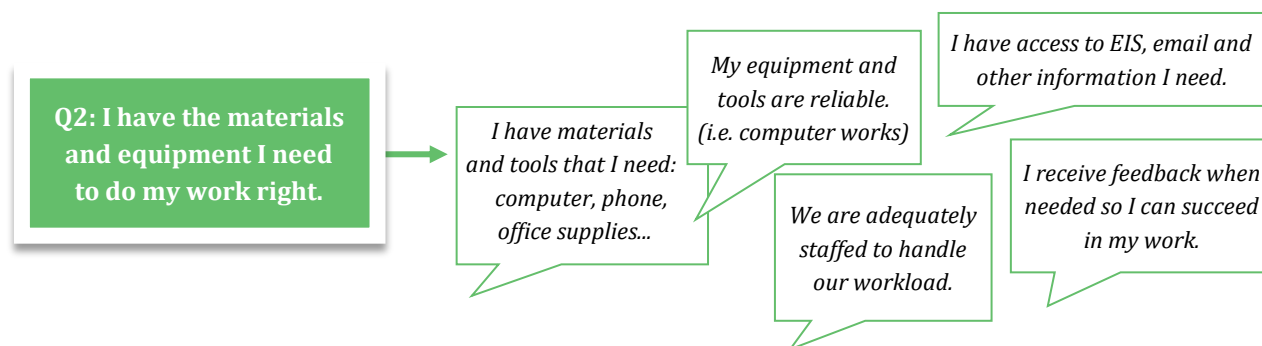 Q2: I have the materials
and equipment I need
to do my work right.
I have materials
and tools that I need:
computer, phone,
office supplies...
My equipment and
tools are reliable.
(i.e. computer works)
I have access to EIS, email and
other information I need.
We are adequately
staffed to handle
our workload.
I receive feedback when
needed so I can succeed
in my work.